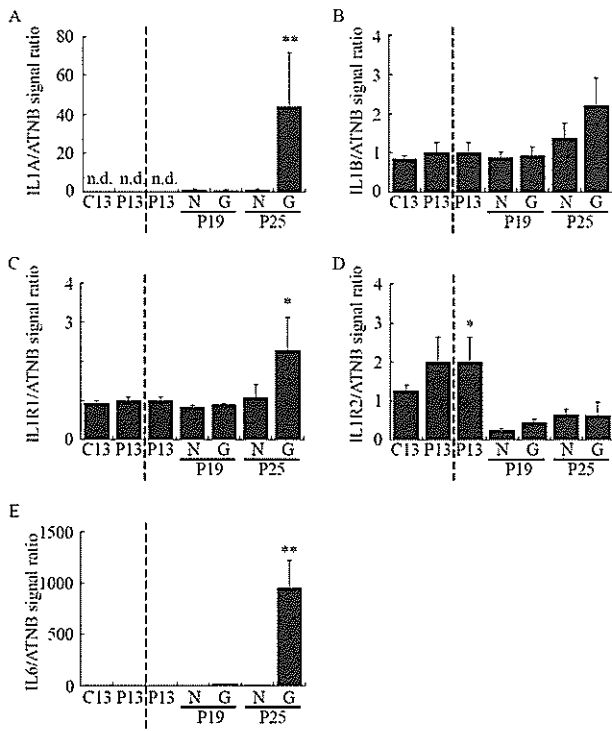 A
IL1A/ATNB signal ratio
80
60
40
20
0
**
n.d. n.d. n.d.
C13 P13 P13 N G N G
P19 P25
B
IL1B/ATNB signal ratio
4
3
2
1
0
C13 P13 P13 N G N G
P19 P25
C
IL1R1/ATNB signal ratio
3
1
0
*
C13 P13 P13 N G N G
P19 P25
D
IL1R2/ATNB signal ratio
4
3
2
1
0
*
C13 P13 P13 N G N G
P19 P25
E
IL6/ATNB signal ratio
1500
1000
500
0
**
C13 P13 P13 N G N G
P19 P25